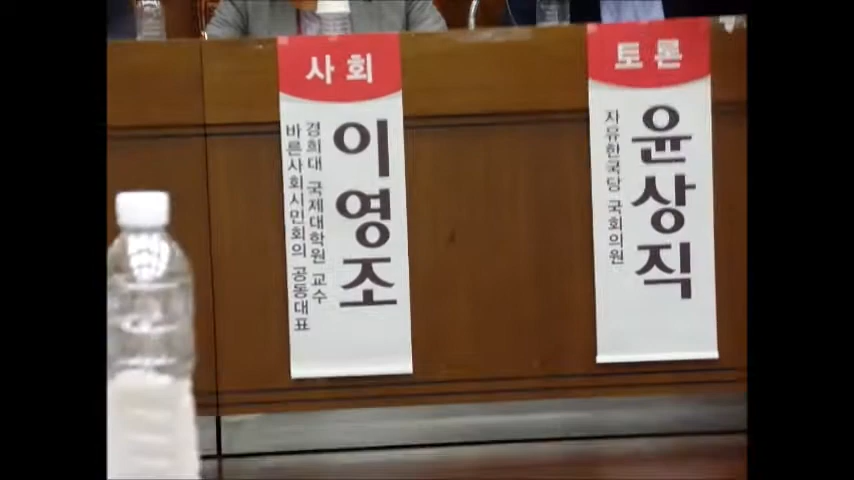 사회
경희대 국제대학원 교수
바른사회시민회의 공동대표
이영조
토론
자유한국당 국회의원
윤상직